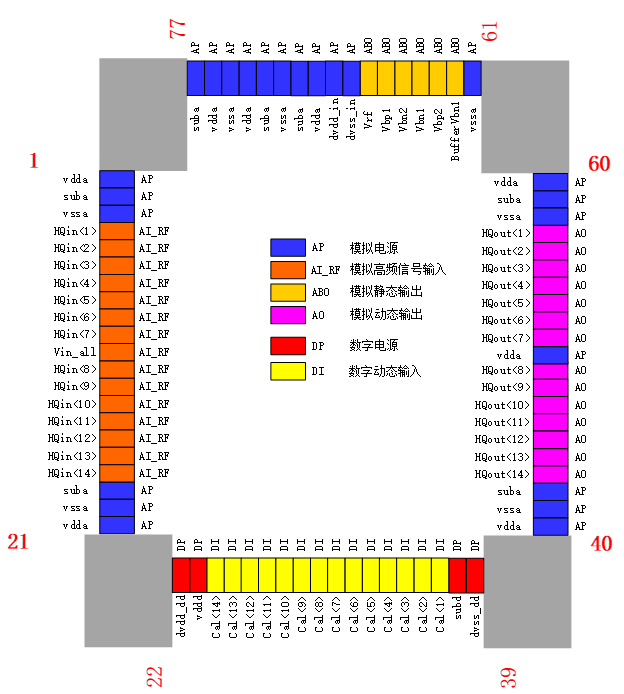 77
61
AP AP AP AP AP AP AP AP AP AP ABO ABO ABO ABO ABO ABO AP
suba vdda vssa vdda suba vssa suba vdda dvdd_in dvss_in Vrf Vbp1 Vbn2 Vbn1 Vbp2 BufferVbn1 vssa
1
vdda AP
suba AP
vssa AP
HQin<1> AI_RF
HQin<2> AI_RF
HQin<3> AI_RF
HQin<4> AI_RF
HQin<5> AI_RF
HQin<6> AI_RF
HQin<7> AI_RF
Vin_all AI_RF
HQin<8> AI_RF
HQin<9> AI_RF
HQin<10> AI_RF
HQin<11> AI_RF
HQin<12> AI_RF
HQin<13> AI_RF
HQin<14> AI_RF
suba AP
vssa AP
vdda AP
21
AP 模拟电源
AI_RF 模拟高频信号输入
ABO 模拟静态输出
AO 模拟动态输出
DP 数字电源
DI 数字动态输入
60
vdda AP
suba AP
vssa AP
HQout<1> AO
HQout<2> AO
HQout<3> AO
HQout<4> AO
HQout<5> AO
HQout<6> AO
HQout<7> AO
vdda AP
HQout<8> AO
HQout<9> AO
HQout<10> AO
HQout<11> AO
HQout<12> AO
HQout<13> AO
HQout<14> AO
suba AP
vssa AP
vdda AP
40
DP DP DI DI DI DI DI DI DI DI DI DI DI DI DI DI DP DP
dvdd_dd vddd Cal<14> Cal<13> Cal<12> Cal<11> Cal<10> Cal<9> Cal<8> Cal<7> Cal<6> Cal<5> Cal<4> Cal<3> Cal<2> Cal<1> subd dvss_dd
22
39